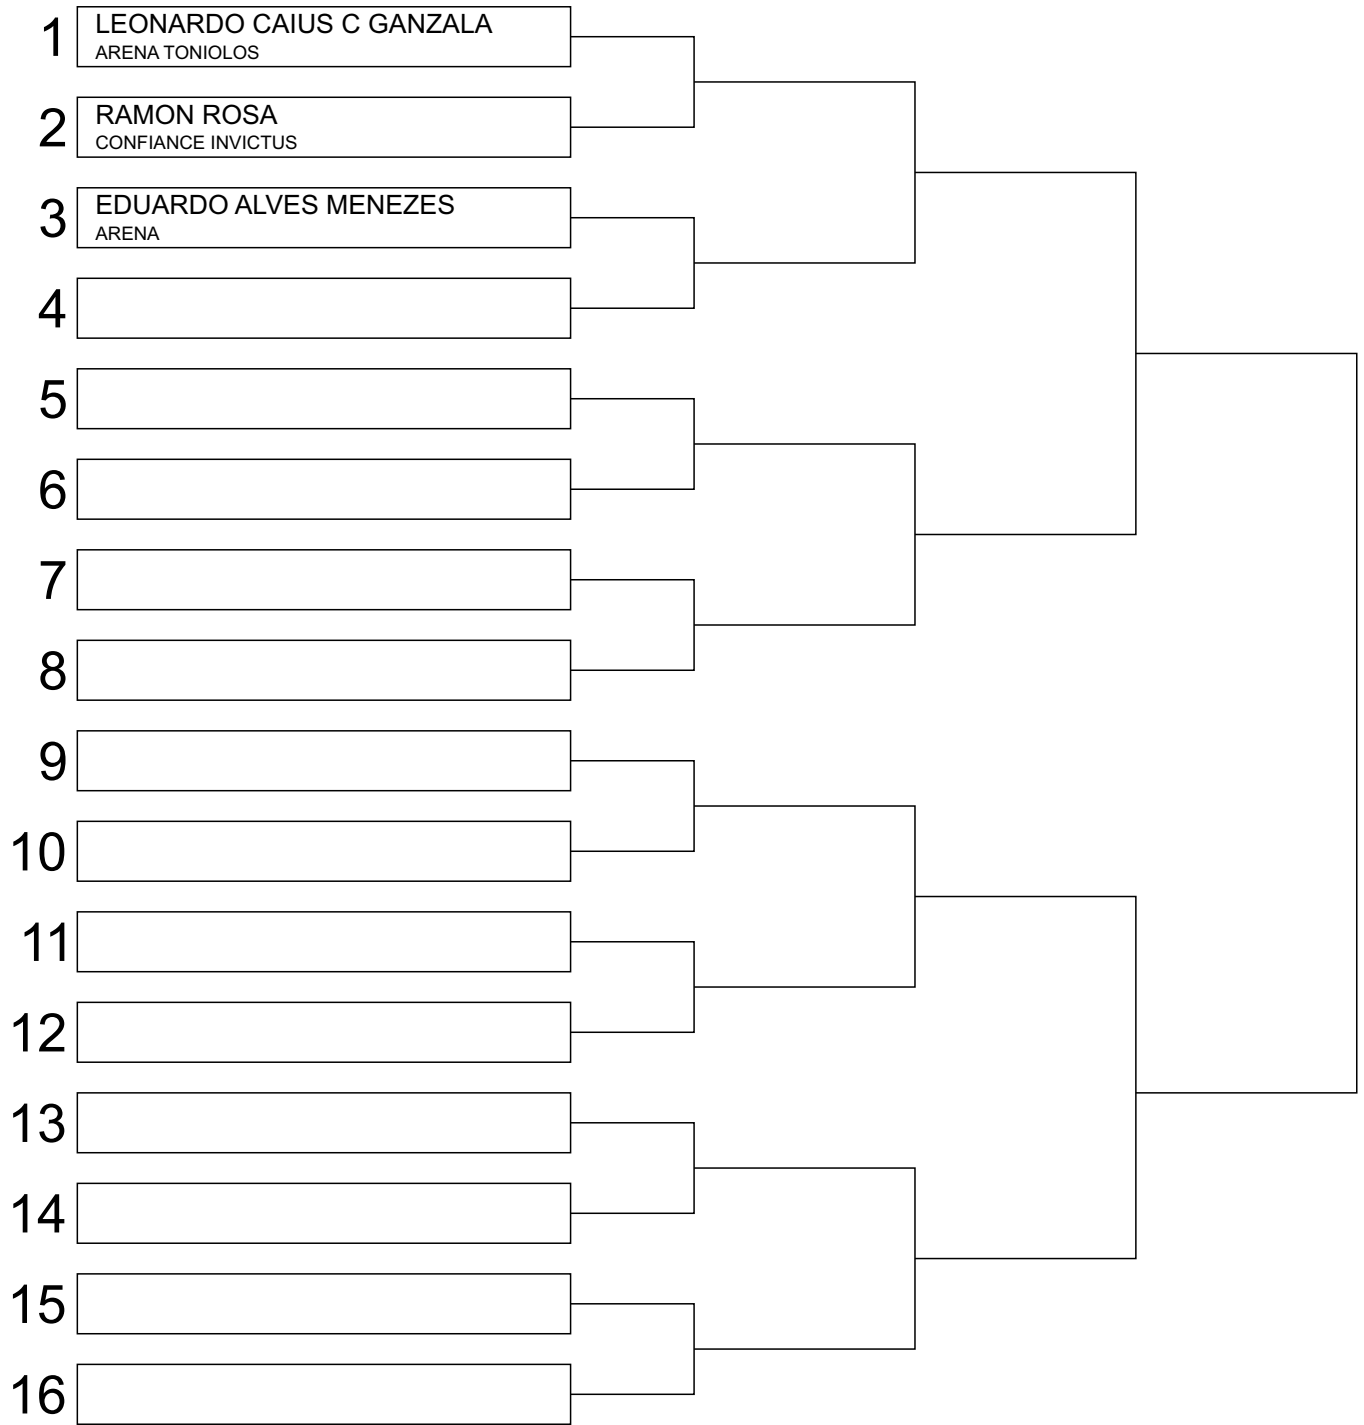 1 LEONARDO CAIUS C GANZALA
ARENA TONIOLOS
2 RAMON ROSA
CONFIANCE INVICTUS
3 EDUARDO ALVES MENEZES
ARENA
4
5
6
7
8
9
10
11
12
13
14
15
16